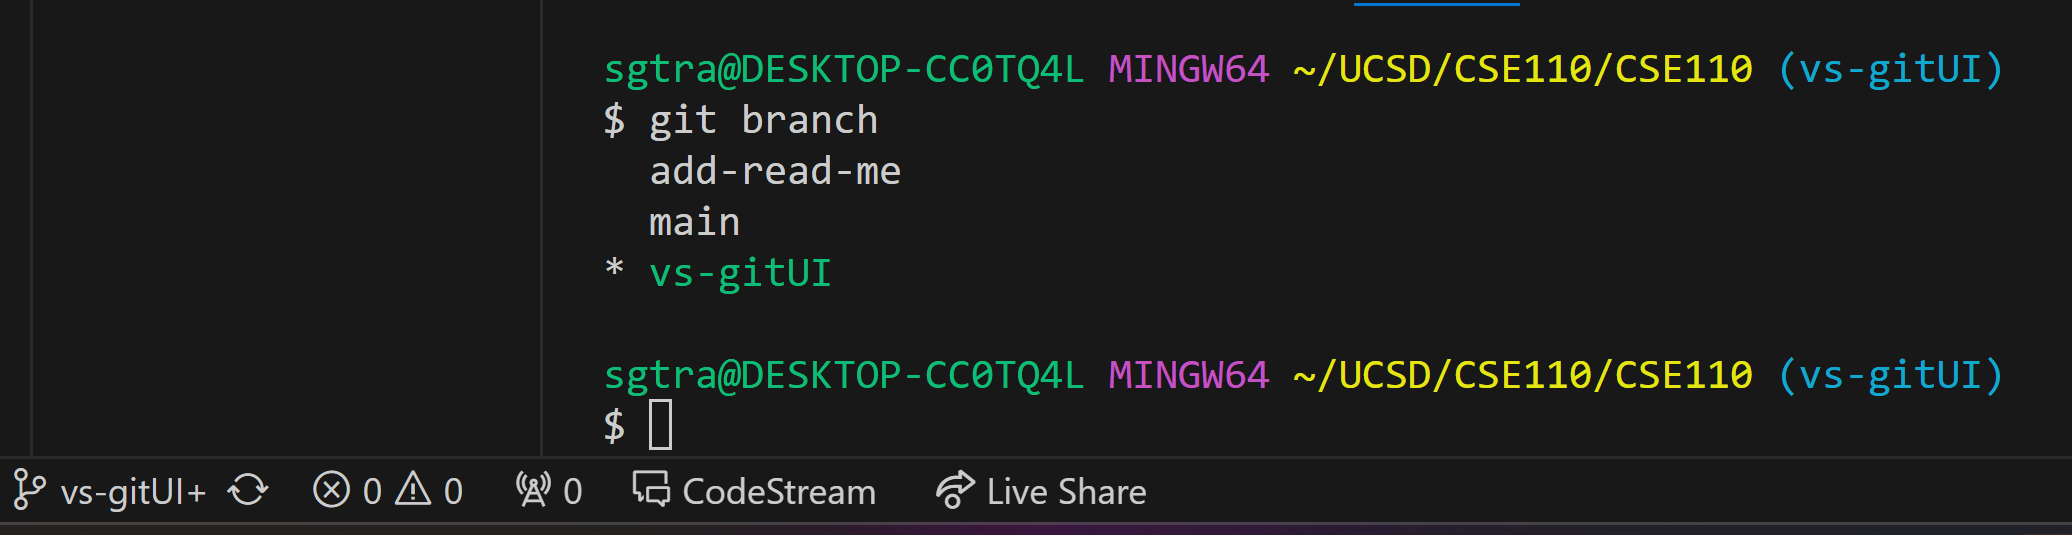 sgtra@DESKTOP-CC0TQ4L MINGW64 ~/UCSD/CSE110/CSE110 (vs-gitUI)
$ git branch
  add-read-me
  main
* vs-gitUI
sgtra@DESKTOP-CC0TQ4L MINGW64 ~/UCSD/CSE110/CSE110 (vs-gitUI)
$
vs-gitUI+ 0 0 0 CodeStream Live Share